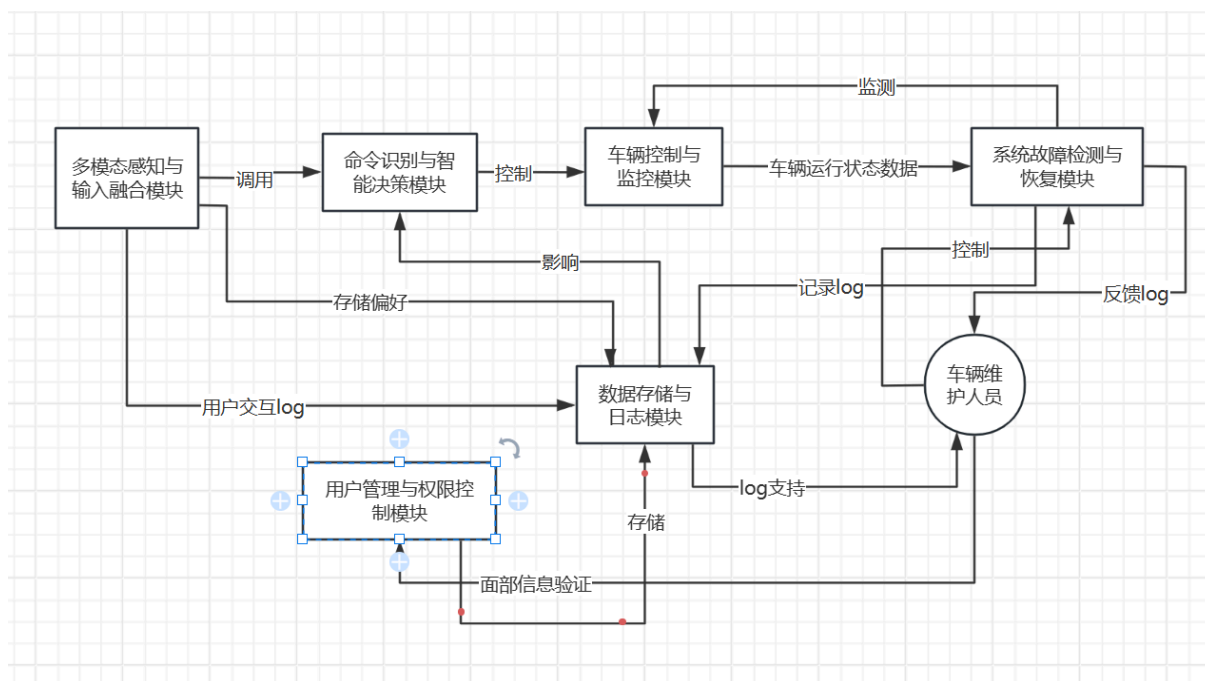 监测
多模态感知与
输入融合模块
调用
命令识别与智
能决策模块
控制
车辆控制与
监控模块
车辆运行状态数据
系统故障检测与
恢复模块
影响
控制
存储偏好
记录log
反馈log
用户交互log
数据存储与
日志模块
车辆维
护人员
用户管理与权限控
制模块
log支持
存储
面部信息验证